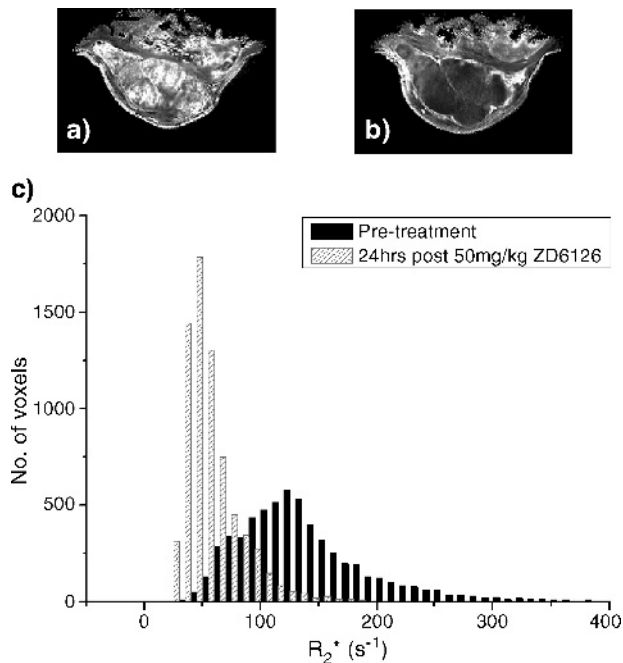 a)
b)
c)
2000
1500
1000
500
0
No. of voxels
Pre-treatment
24hrs post 50mg/kg ZD6126
0 100 200 300 400
R₂* (s⁻¹)